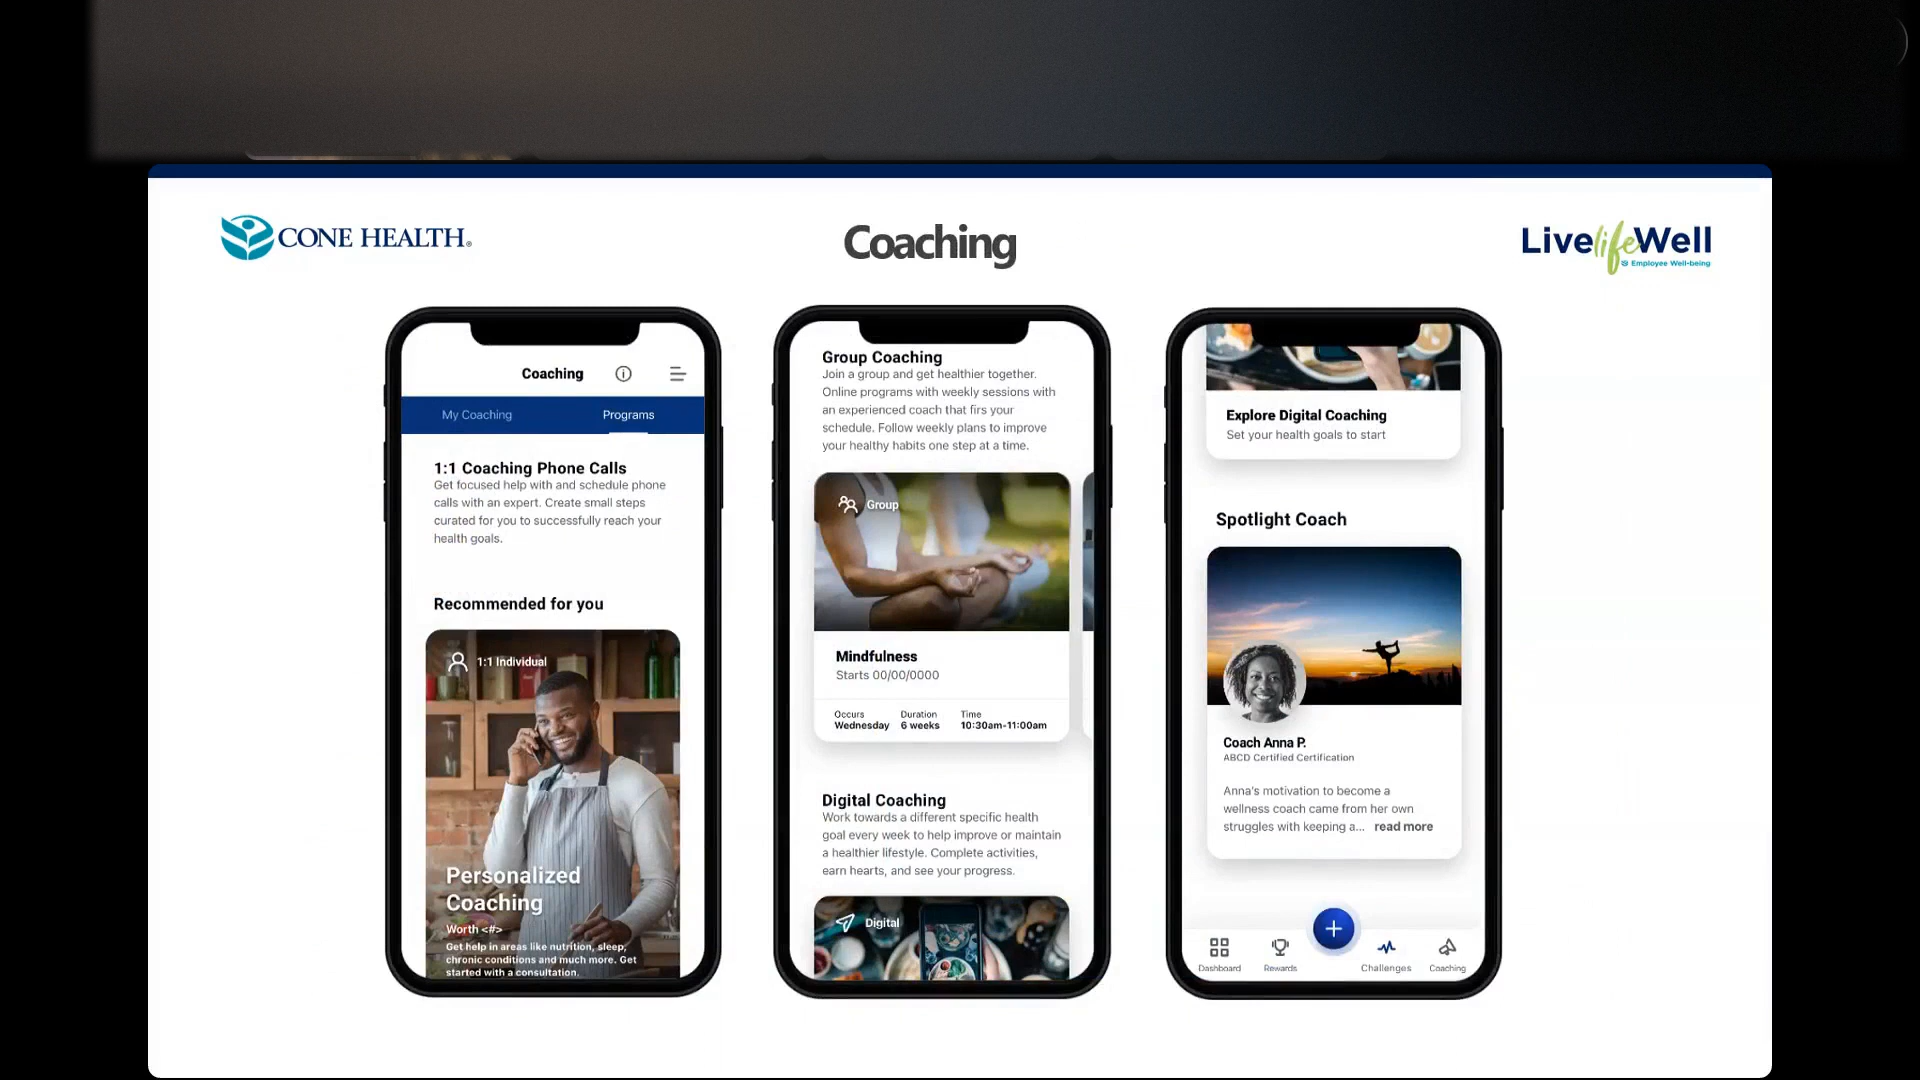 CONE HEALTH®
Coaching
Live life Well
Employee Well-being
Coaching
My Coaching Programs
1:1 Coaching Phone Calls
Get focused help with and schedule phone
calls with an expert. Create small steps
curated for you to successfully reach your
health goals.
Recommended for you
1:1 Individual
Personalized
Coaching
Worth <#>
Get help in areas like nutrition, sleep,
chronic conditions and much more. Get
started with a consultation.
Group Coaching
Join a group and get healthier together.
Online programs with weekly sessions with
an experienced coach that firs your
schedule. Follow weekly plans to improve
your healthy habits one step at a time.
Group
Mindfulness
Starts 00/00/0000
Occurs Duration Time
Wednesday 6 weeks 10:30am-11:00am
Digital Coaching
Work towards a different specific health
goal every week to help improve or maintain
a healthier lifestyle. Complete activities,
earn hearts, and see your progress.
Digital
Explore Digital Coaching
Set your health goals to start
Spotlight Coach
Coach Anna P.
ABCD Certified Certification
Anna's motivation to become a
wellness coach came from her own
struggles with keeping a... read more
Dashboard Rewards Challenges Coaching